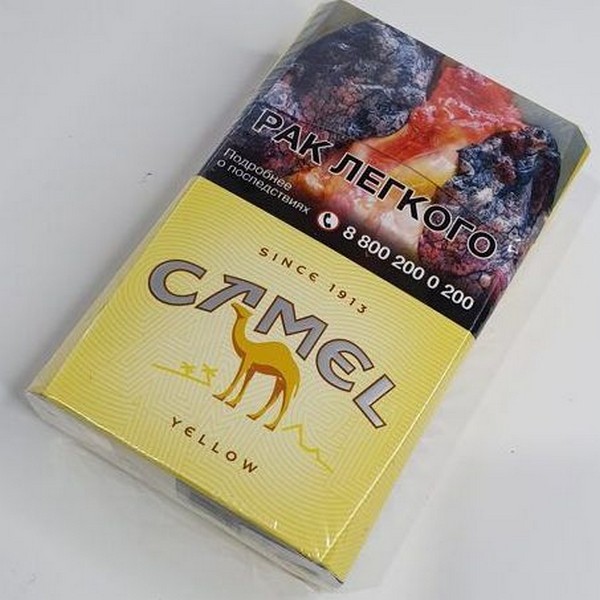 РАК ЛЕГКОГО
Подробнее
о последствиях
8 800 200 0 200
SINCE 1913
CAMEL
YELLOW